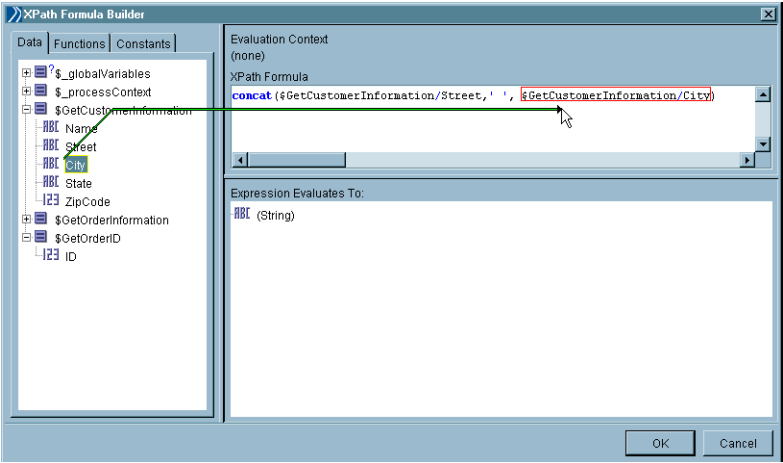 XPath Formula Builder
Data Functions Constants
$_globalVariables
$_processContext
$GetCustomerInformation
Name
Street
City
State
ZipCode
$GetOrderInformation
$GetOrderID
ID
Evaluation Context
(none)
XPath Formula
concat($GetCustomerInformation/Street,' ', $GetCustomerInformation/City)
Expression Evaluates To:
ABC (String)
OK Cancel